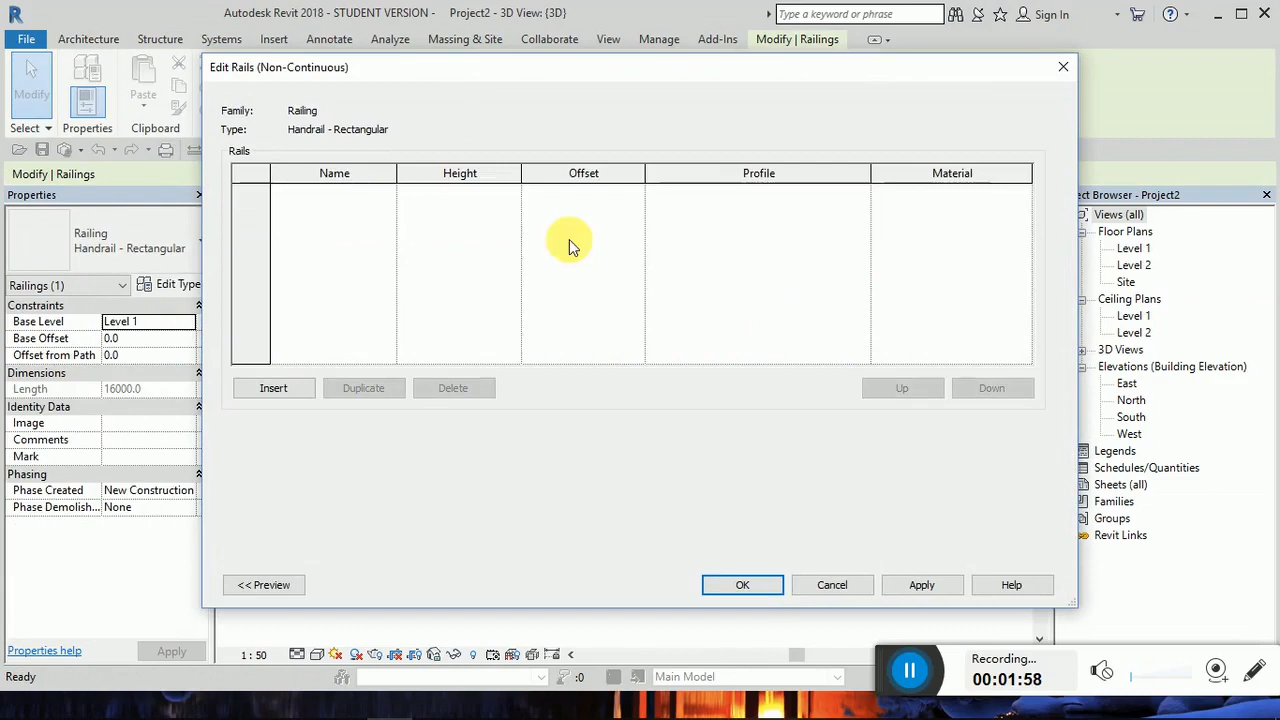 Autodesk Revit 2018 - STUDENT VERSION - Project2 - 3D View: {3D}
Type a keyword or phrase
Sign In
File Architecture Structure Systems Insert Annotate Analyze Massing & Site Collaborate View Manage Add-Ins Modify | Railings
Edit Rails (Non-Continuous)
Modify
Paste
Select Properties Clipboard
Modify | Railings
Properties
Railing
Handrail - Rectangular
Railings (1) Edit Type
Constraints
Base Level Level 1
Base Offset 0.0
Offset from Path 0.0
Dimensions
Length 16000.0
Identity Data
Image
Comments
Mark
Phasing
Phase Created New Construction
Phase Demolish... None
Properties help Apply
Family: Railing
Type: Handrail - Rectangular
Rails
Name Height Offset Profile Material
Insert Duplicate Delete Up Down
<< Preview OK Cancel Apply Help
ct Browser - Project2
Views (all)
Floor Plans
Level 1
Level 2
Site
Ceiling Plans
Level 1
Level 2
3D Views
Elevations (Building Elevation)
East
North
South
West
Legends
Schedules/Quantities
Sheets (all)
Families
Groups
Revit Links
1 : 50
Ready :0 Main Model
Recording...
00:01:58